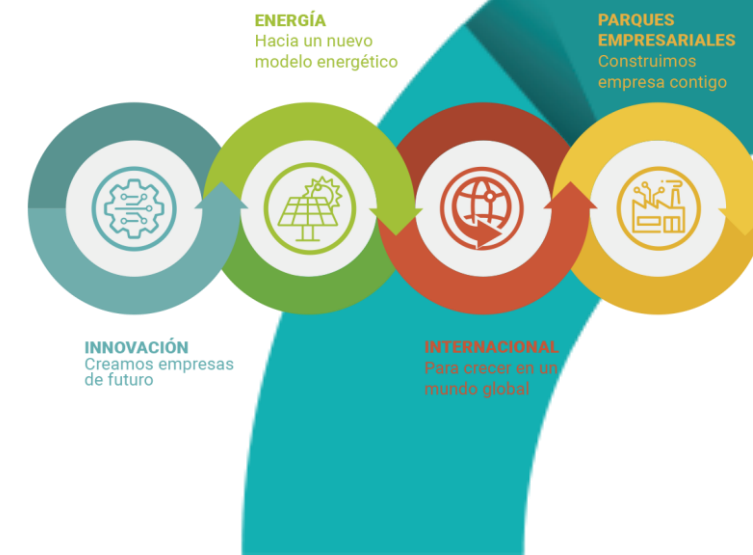 ENERGÍA
Hacia un nuevo
modelo energético
PARQUES
EMPRESARIALES
Construimos
empresa contigo
INNOVACIÓN
Creamos empresas
de futuro
INTERNACIONAL
Para crecer en un
mundo global